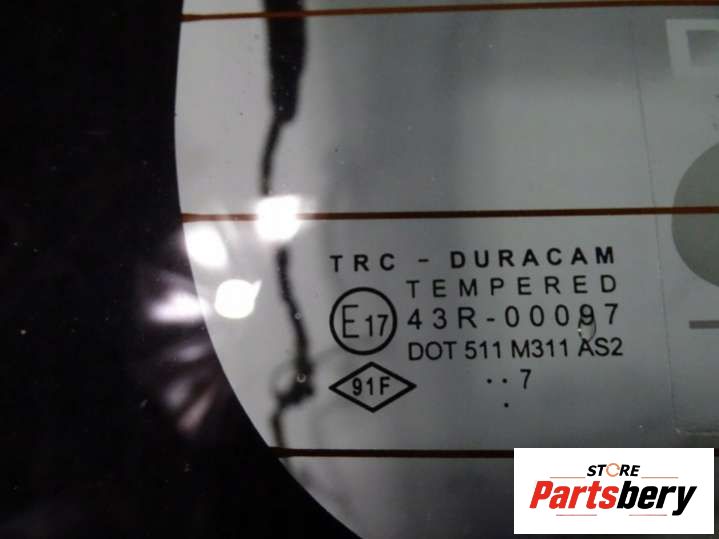 TRC - DURACAM
TEMPERED
E17
43R-00097
DOT 511 M311 AS2
91F
. . 7
.
STORE
Partsbery